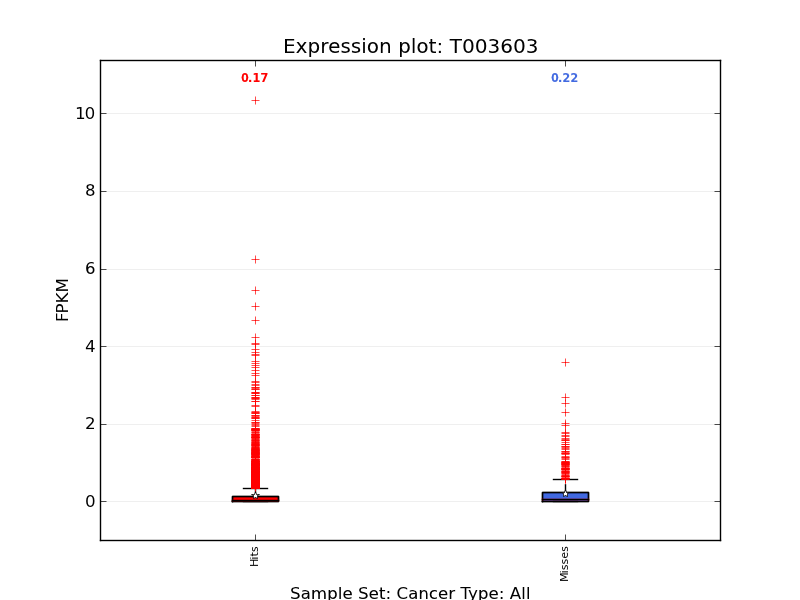 Expression plot: T003603
0.17 0.22
10
8
6
4
2
0
FPKM
Hits Misses
Sample Set: Cancer Type: All